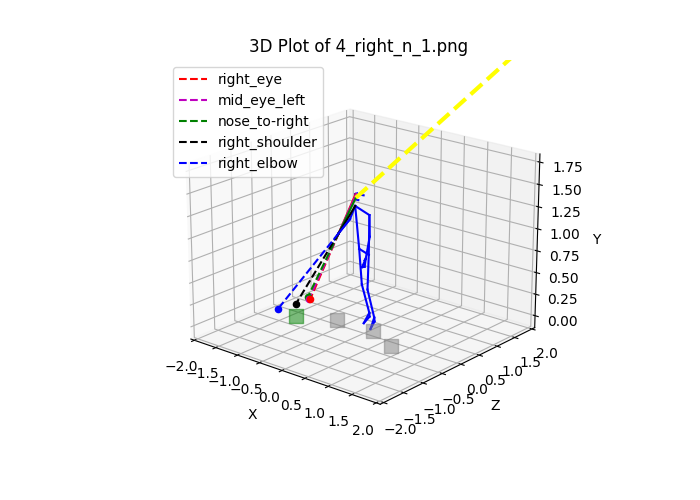 3D Plot of 4_right_n_1.png
right_eye
mid_eye_left
nose_to-right
right_shoulder
right_elbow
1.75
1.50
1.25
1.00
0.75
0.50
0.25
0.00
Y
−2.0
−1.5
−1.0
−0.5
0.0
0.5
1.0
1.5
2.0
X
−2.0
−1.5
−1.0
−0.5
0.0
0.5
1.0
1.5
2.0
Z